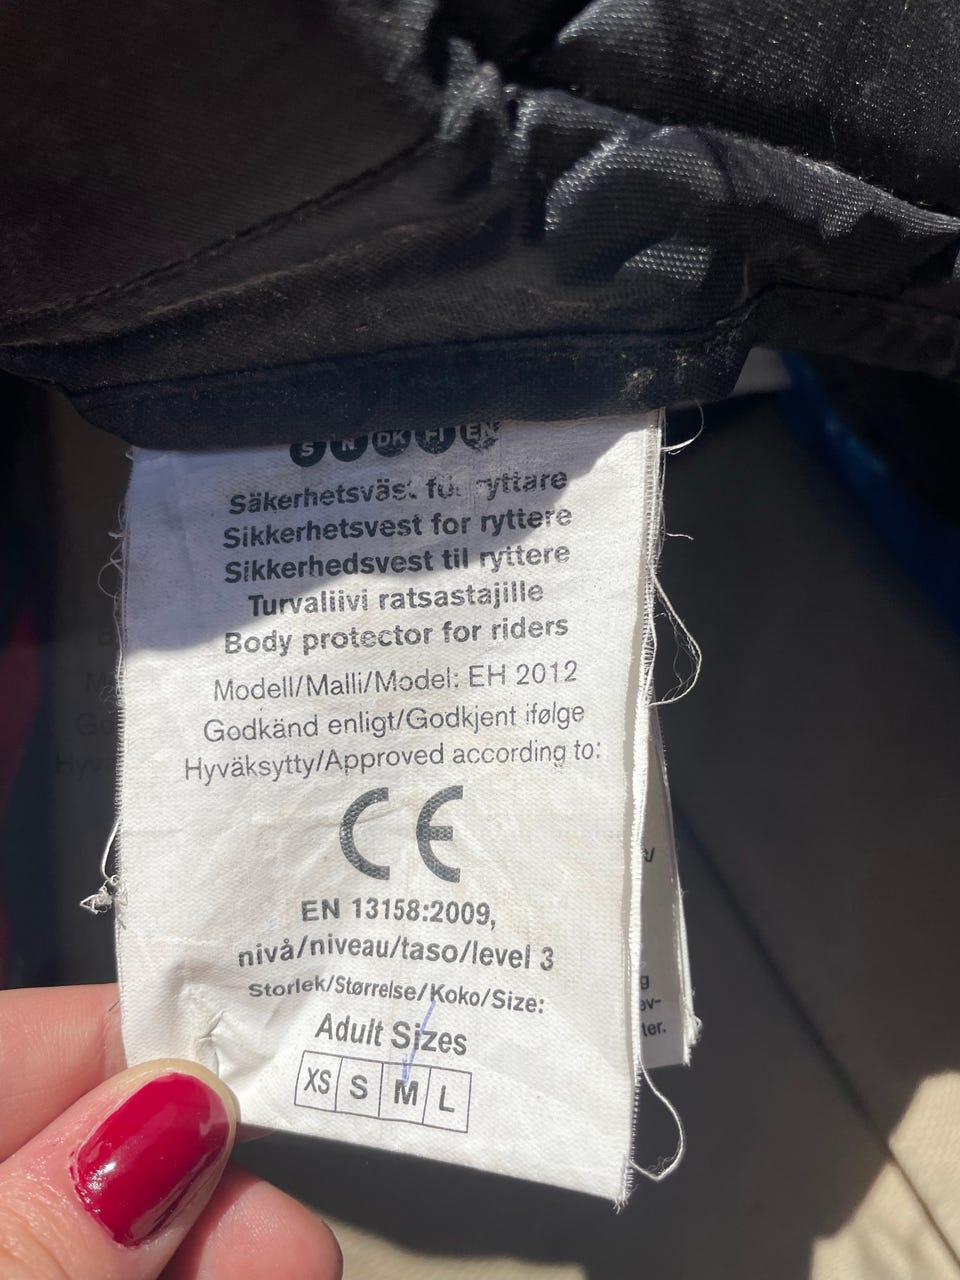 S N DK FI EN
Säkerhetsväst för ryttare
Sikkerhetsvest for ryttere
Sikkerhedsvest til ryttere
Turvaliivi ratsastajille
Body protector for riders
Modell/Malli/Model: EH 2012
Godkänd enligt/Godkjent ifølge
Hyväksytty/Approved according to:
CE
EN 13158:2009,
nivå/niveau/taso/level 3
Storlek/Størrelse/Koko/Size:
Adult Sizes
XS S M L